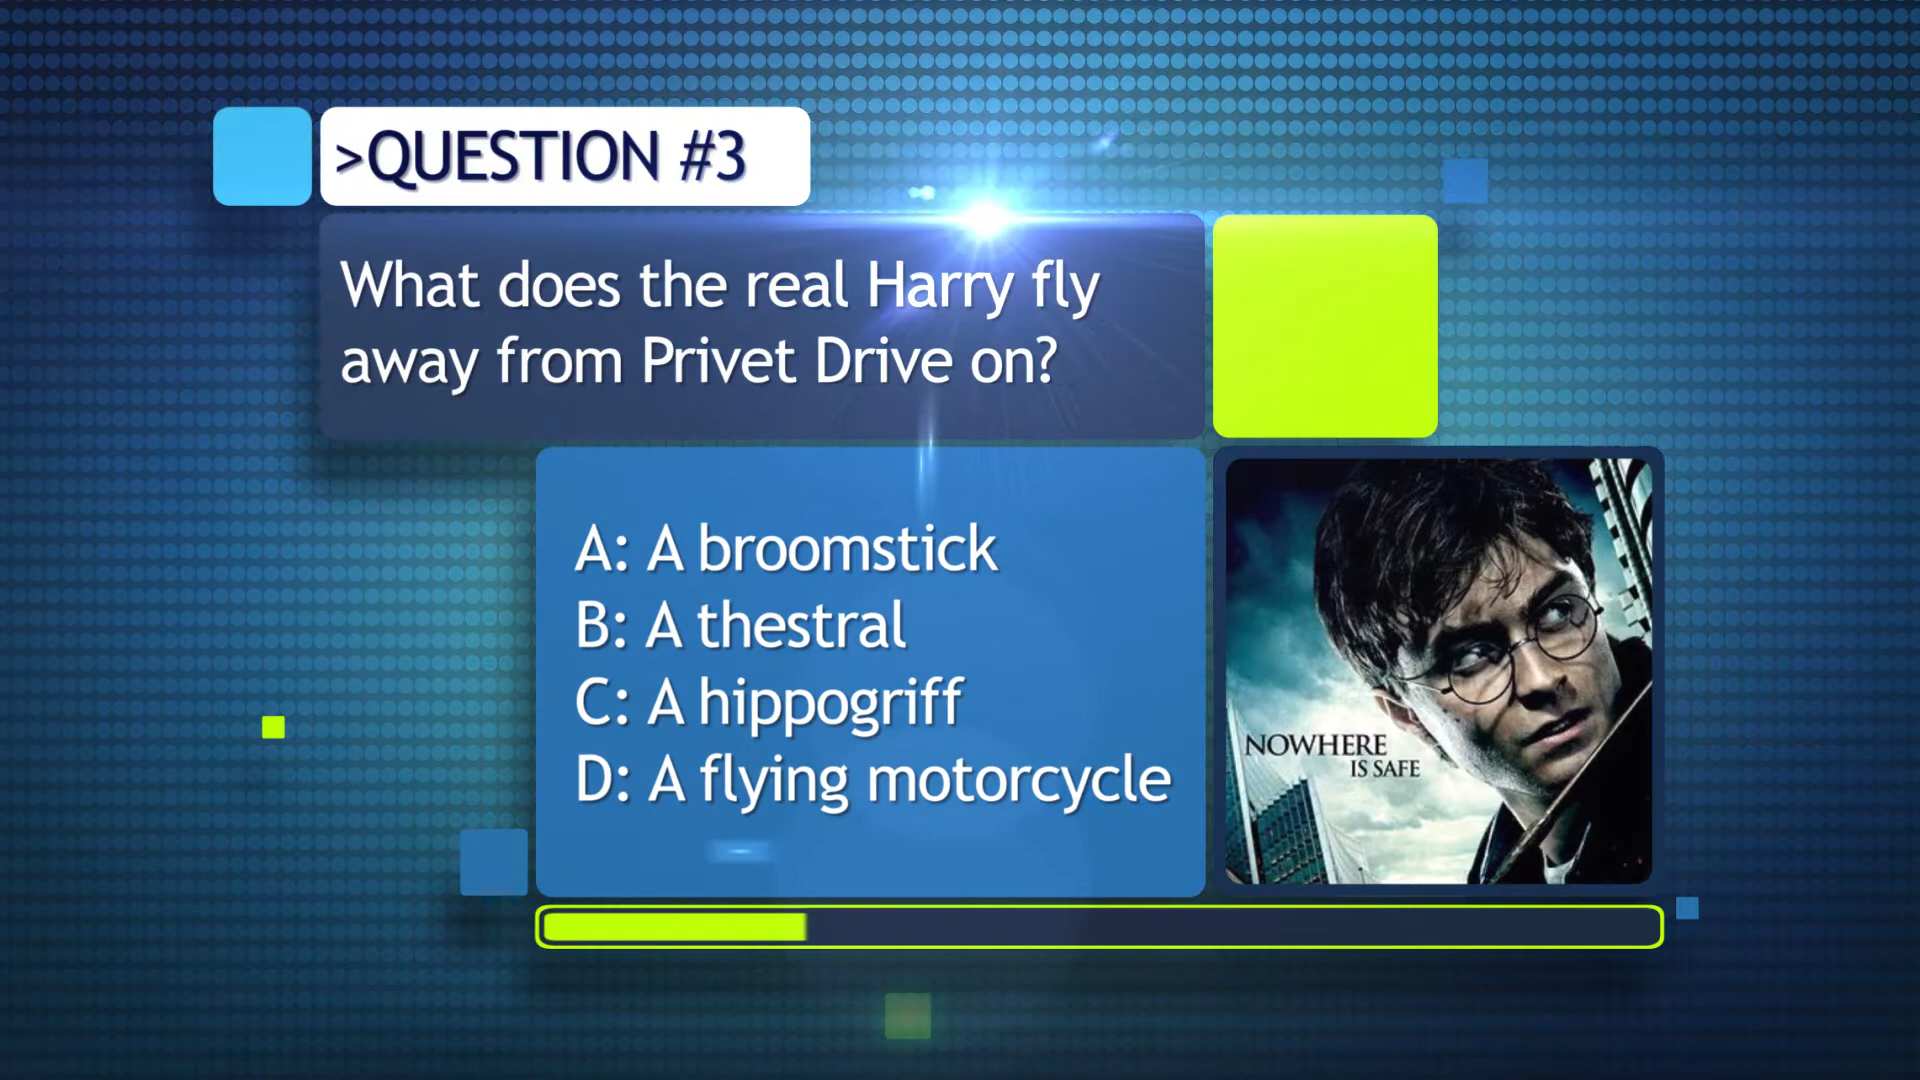 >QUESTION #3
What does the real Harry fly
away from Privet Drive on?
A: A broomstick
B: A thestral
C: A hippogriff
D: A flying motorcycle
NOWHERE
IS SAFE